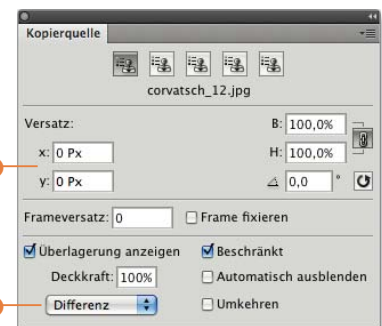 Kopierquelle
corvatsch_12.jpg
Versatz:
B: 100,0%
x: 0 Px
H: 100,0%
y: 0 Px
0,0 °
Frameversatz: 0
Frame fixieren
Überlagerung anzeigen
Beschränkt
Deckkraft: 100%
Automatisch ausblenden
Differenz
Umkehren